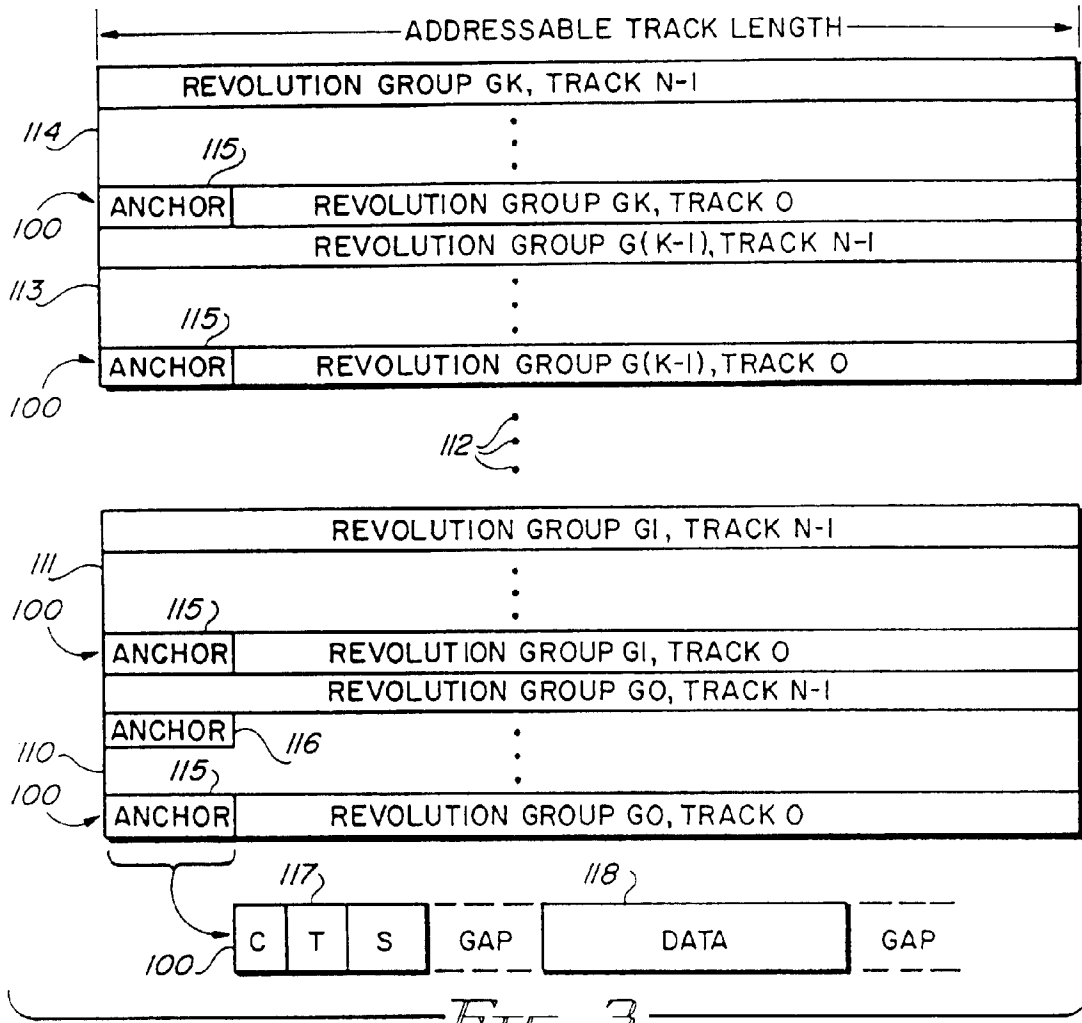 ADDRESSABLE TRACK LENGTH
REVOLUTION GROUP GK, TRACK N-1
114
115
100
ANCHOR REVOLUTION GROUP GK, TRACK 0
REVOLUTION GROUP G(K-1), TRACK N-1
113
115
100
ANCHOR REVOLUTION GROUP G(K-1), TRACK 0
112
REVOLUTION GROUP G1, TRACK N-1
111
115
100
ANCHOR REVOLUTION GROUP G1, TRACK 0
REVOLUTION GROUP G0, TRACK N-1
ANCHOR 116
110
115
100
ANCHOR REVOLUTION GROUP G0, TRACK 0
117 118
100 C T S GAP DATA GAP